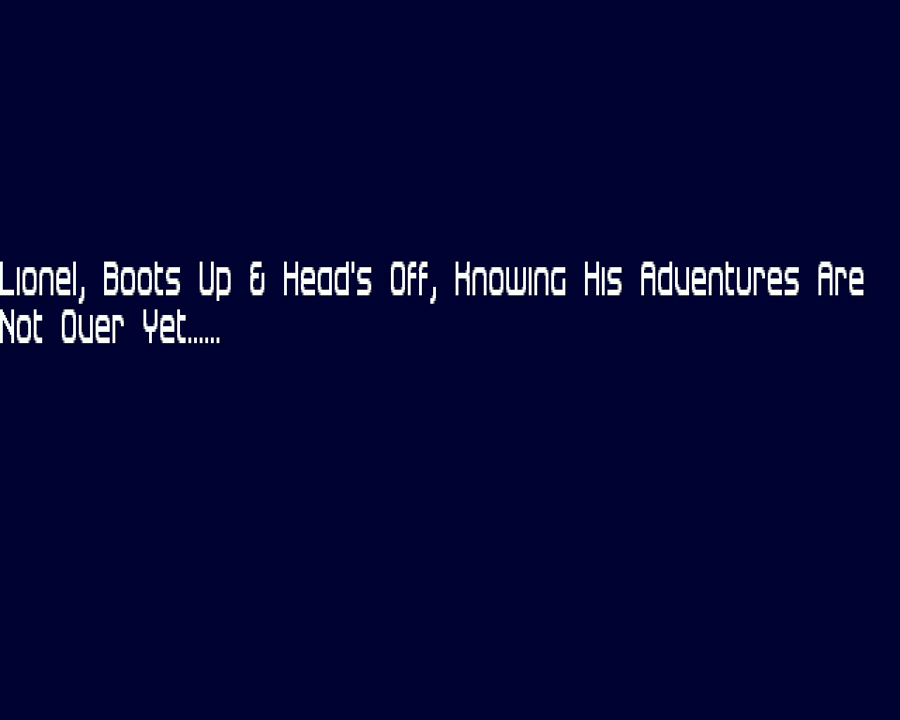 Lionel, Boots Up & Head's Off, Knowing His Adventures Are
Not Over Yet......